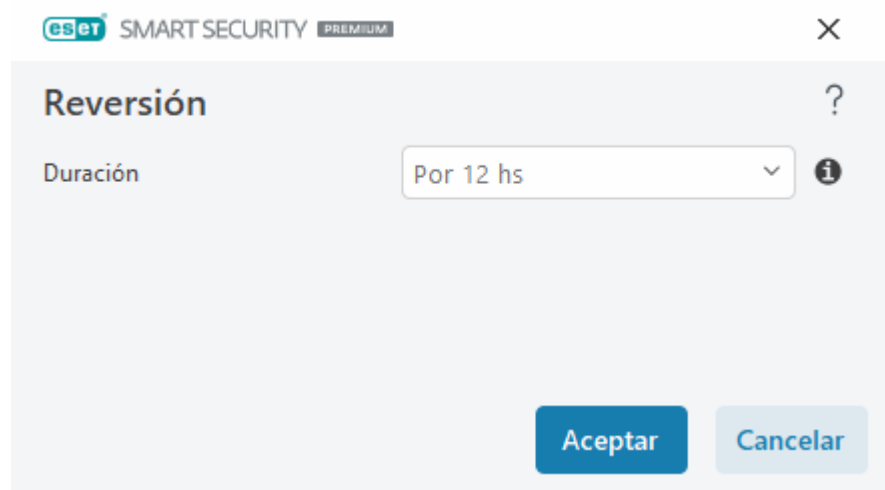 eset SMART SECURITY PREMIUM
Reversión ?
Duración Por 12 hs
Aceptar Cancelar